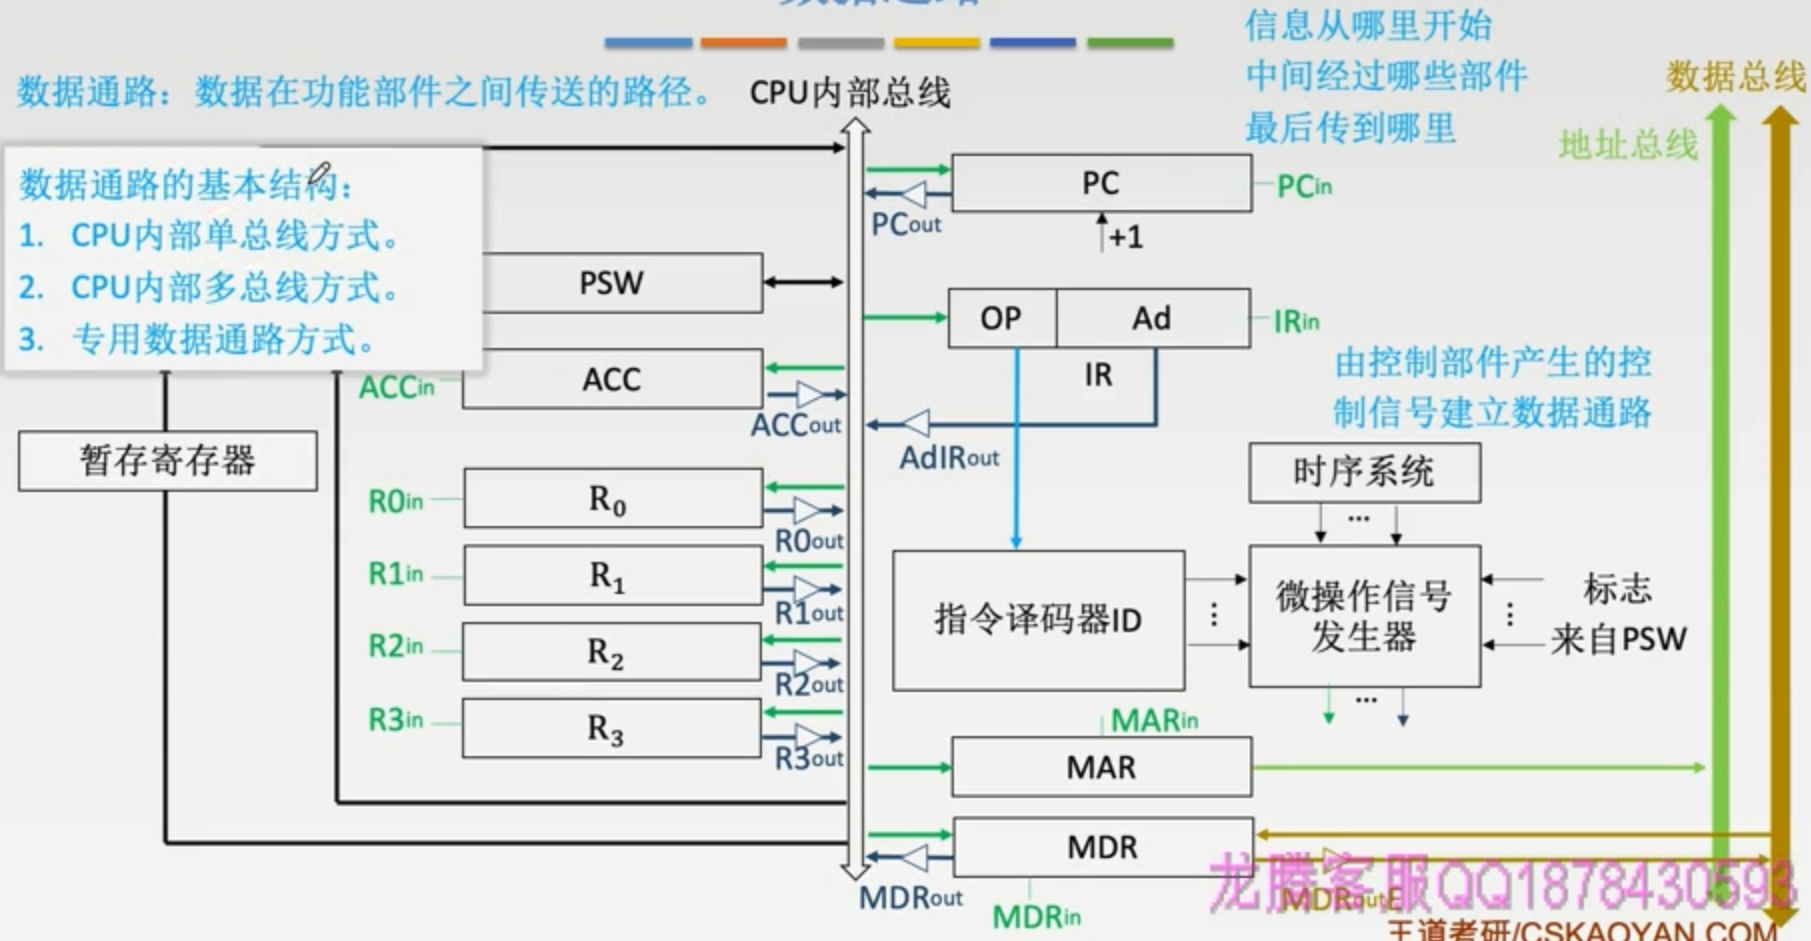 数据通路
信息从哪里开始
中间经过哪些部件
最后传到哪里
数据总线
地址总线
数据通路：数据在功能部件之间传送的路径。
CPU内部总线
数据通路的基本结构：
1. CPU内部单总线方式。
2. CPU内部多总线方式。
3. 专用数据通路方式。
PC
PCin
PCout
+1
PSW
OP
Ad
IRin
IR
ACCin
ACC
ACCout
AdIRout
由控制部件产生的控
制信号建立数据通路
暂存寄存器
时序系统
...
R0in
R0
R0out
R1in
R1
R1out
R2in
R2
R2out
R3in
R3
R3out
指令译码器ID
...
微操作信号
发生器
...
标志
来自PSW
...
MARin
MAR
MDR
MDRout
MDRin
MDRoutE
龙腾客服QQ1878430593
王道考研/CSKAOYAN.COM